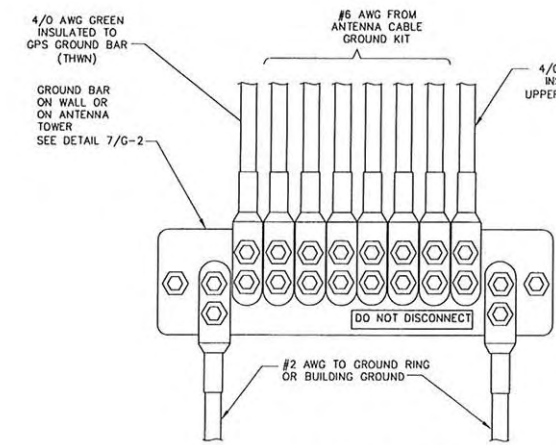 4/0 AWG GREEN
INSULATED TO
GPS GROUND BAR
(THWN)
#6 AWG FROM
ANTENNA CABLE
GROUND KIT
4/0
INS
UPPER
GROUND BAR
ON WALL OR
ON ANTENNA
TOWER
SEE DETAIL 7/G-2
DO NOT DISCONNECT
#2 AWG TO GROUND RING
OR BUILDING GROUND